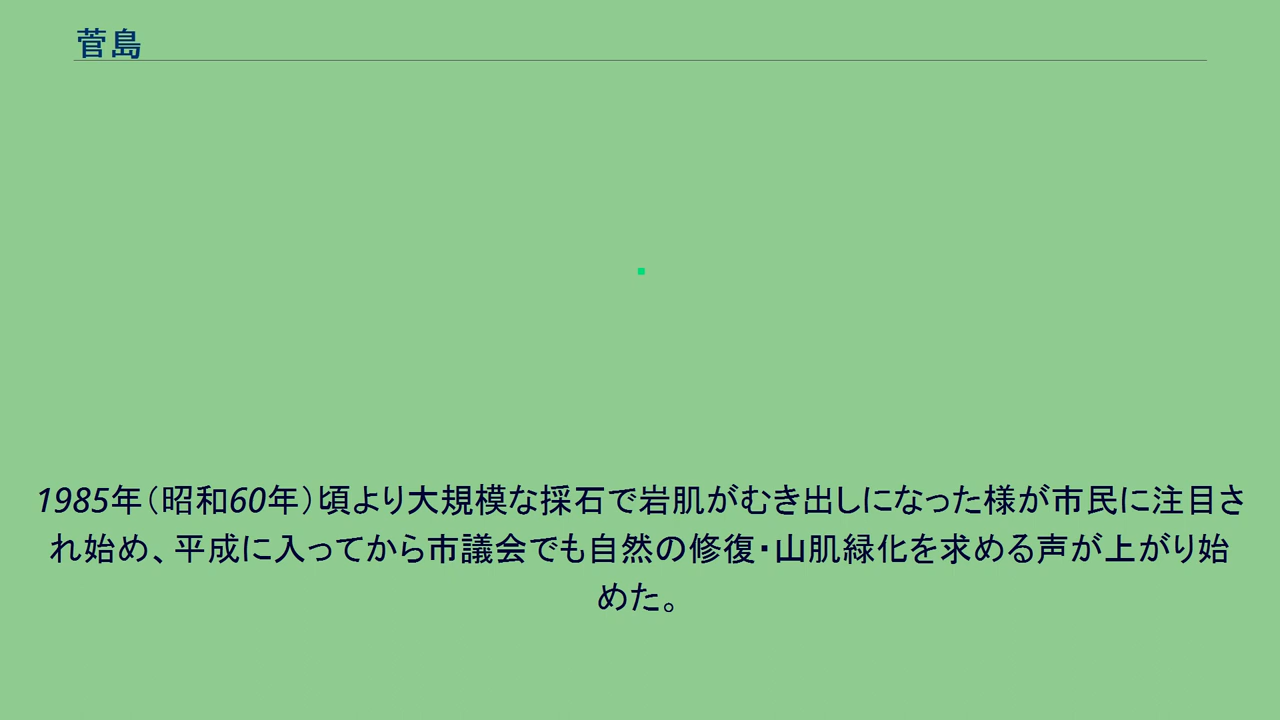 菅島
1985年（昭和60年）頃より大規模な採石で岩肌がむき出しになった様が市民に注目さ
れ始め、平成に入ってから市議会でも自然の修復・山肌緑化を求める声が上がり始
めた。